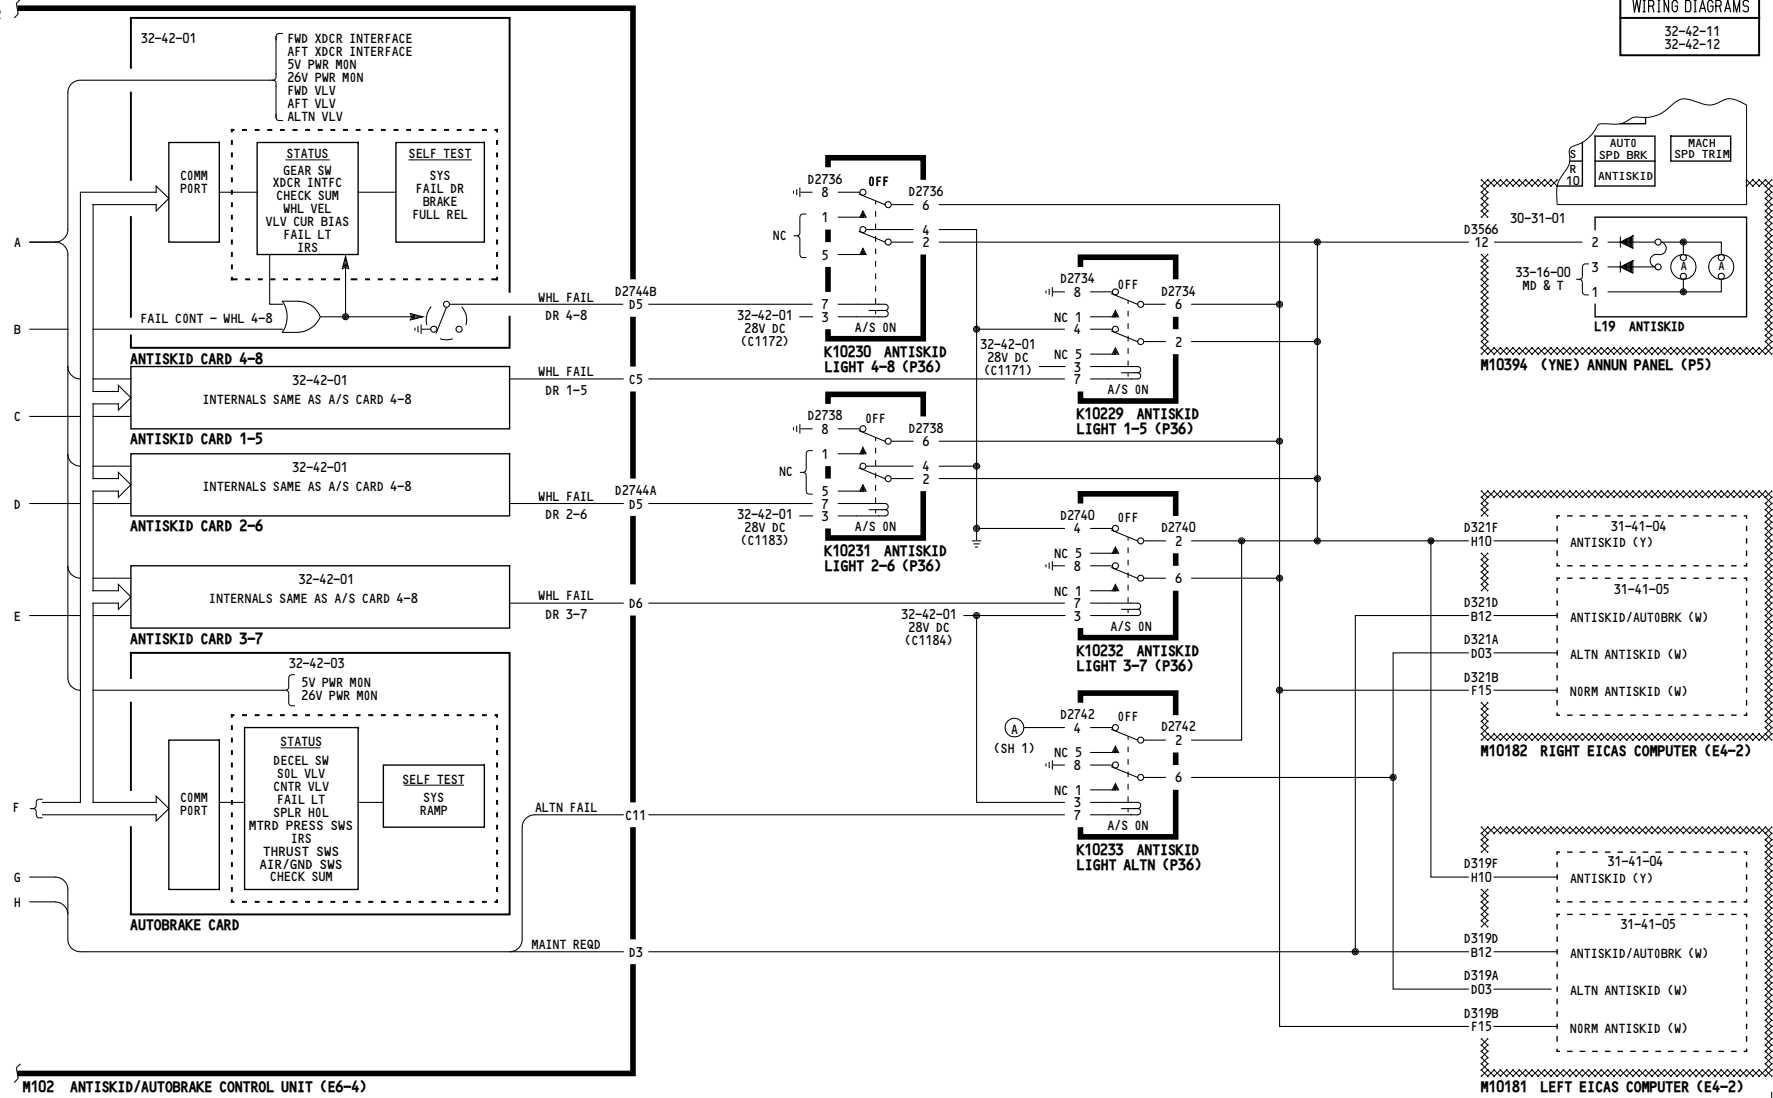 WIRING DIAGRAMS
32-42-11
32-42-12
32-42-01
FWD XDCR INTERFACE
AFT XDCR INTERFACE
5V PWR MON
26V PWR MON
FWD VLV
AFT VLV
ALTN VLV
COMM
PORT
STATUS
GEAR SW
XDCR INTFC
CHECK SUM
WHL VEL
VLV CUR BIAS
FAIL LT
IRS
SELF TEST
SYS
FAIL DR
BRAKE
FULL REL
A
B
FAIL CONT - WHL 4-8
WHL FAIL
DR 4-8
D2744B
D5
ANTISKID CARD 4-8
32-42-01
INTERNALS SAME AS A/S CARD 4-8
WHL FAIL
DR 1-5
C5
C
ANTISKID CARD 1-5
32-42-01
INTERNALS SAME AS A/S CARD 4-8
WHL FAIL
DR 2-6
D2744A
D5
D
ANTISKID CARD 2-6
32-42-01
INTERNALS SAME AS A/S CARD 4-8
WHL FAIL
DR 3-7
D6
E
ANTISKID CARD 3-7
32-42-03
5V PWR MON
26V PWR MON
COMM
PORT
STATUS
DECEL SW
SOL VLV
CNTR VLV
FAIL LT
SPLR HOL
MTRD PRESS SWS
IRS
THRUST SWS
AIR/GND SWS
CHECK SUM
SELF TEST
SYS
RAMP
F
G
H
AUTOBRAKE CARD
ALTN FAIL
C11
MAINT REQD
D3
M102 ANTISKID/AUTOBRAKE CONTROL UNIT (E6-4)
D2736
8
OFF
D2736
6
1
NC
4
2
5
7
3
32-42-01
28V DC
(C1172)
A/S ON
K10230 ANTISKID
LIGHT 4-8 (P36)
D2734
8
OFF
D2734
6
NC 1
4
2
32-42-01
28V DC
(C1171)
NC 5
3
7
A/S ON
K10229 ANTISKID
LIGHT 1-5 (P36)
D2738
8
OFF
D2738
6
1
NC
4
2
5
7
3
32-42-01
28V DC
(C1183)
A/S ON
K10231 ANTISKID
LIGHT 2-6 (P36)
D2740
4
OFF
D2740
2
NC 5
8
6
NC 1
7
3
32-42-01
28V DC
(C1184)
A/S ON
K10232 ANTISKID
LIGHT 3-7 (P36)
A
(SH 1)
D2742
4
OFF
D2742
2
NC 5
8
6
NC 1
3
7
A/S ON
K10233 ANTISKID
LIGHT ALTN (P36)
S
R
10
AUTO
SPD BRK
ANTISKID
MACH
SPD TRIM
D3566
12
30-31-01
2
3
1
33-16-00
MD & T
A
A
L19 ANTISKID
M10394 (YNE) ANNUN PANEL (P5)
D321F
H10
31-41-04
ANTISKID (Y)
31-41-05
D321D
B12
ANTISKID/AUTOBRK (W)
D321A
D03
ALTN ANTISKID (W)
D321B
F15
NORM ANTISKID (W)
M10182 RIGHT EICAS COMPUTER (E4-2)
D319F
H10
31-41-04
ANTISKID (Y)
31-41-05
D319D
B12
ANTISKID/AUTOBRK (W)
D319A
D03
ALTN ANTISKID (W)
D319B
F15
NORM ANTISKID (W)
M10181 LEFT EICAS COMPUTER (E4-2)